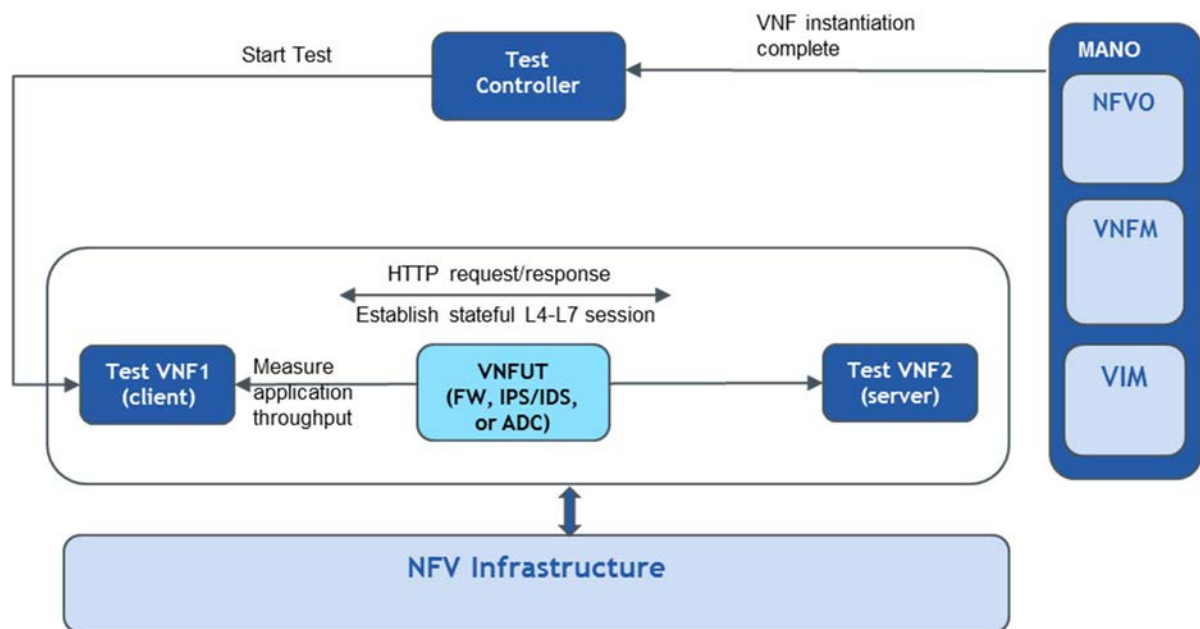 VNF instantiation
complete
Start Test
Test
Controller
MANO
NFVO
VNFM
VIM
HTTP request/response
Establish stateful L4-L7 session
Test VNF1
(client)
Measure
application
throughput
VNFUT
(FW, IPS/IDS,
or ADC)
Test VNF2
(server)
NFV Infrastructure